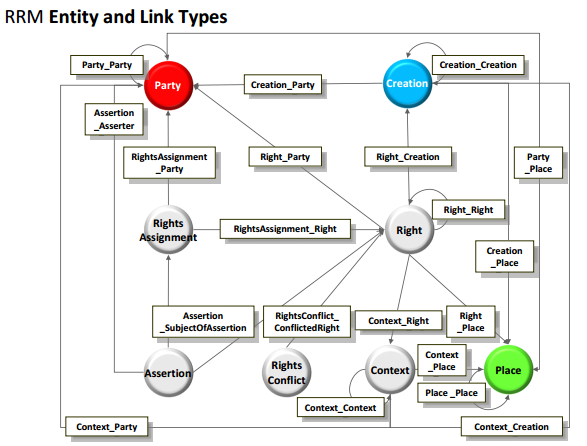 RRM Entity and Link Types
Party_Party
Party
Creation_Party
Creation
Creation_Creation
Assertion
_Asserter
RightsAssignment
_Party
Right_Party
Right_Creation
Party
_Place
Rights
Assignment
RightsAssignment_Right
Right
Right_Right
Creation
_Place
Assertion
_SubjectOfAssertion
RightsConflict_
ConflictedRight
Context_Right
Right
_Place
Assertion
Rights
Conflict
Context
Context
_Place
Place
Place _Place
Context_Context
Context_Party
Context_Creation